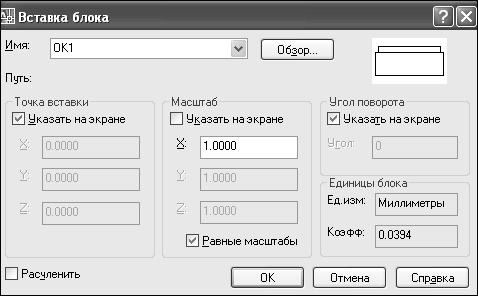 Вставка блока
Имя: ОК1 Обзор...
Путь:
Точка вставки
Указать на экране
X: 0.0000
Y: 0.0000
Z: 0.0000
Масштаб
Указать на экране
X: 1.0000
Y: 1.0000
Z: 1.0000
Равные масштабы
Угол поворота
Указать на экране
Угол: 0
Единицы блока
Ед.изм: Миллиметры
Коэфф: 0.0394
Расчленить
ОК Отмена Справка